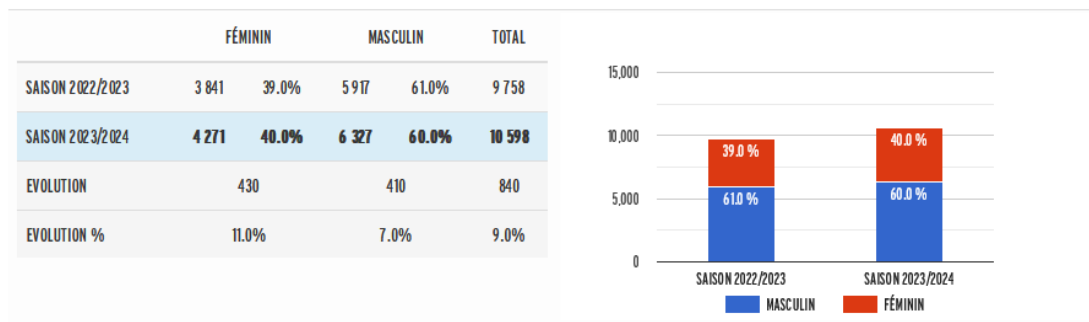 FÉMININ MASCULIN TOTAL
SAISON 2022/2023 3 841 39.0% 5 917 61.0% 9 758
SAISON 2023/2024 4 271 40.0% 6 327 60.0% 10 598
EVOLUTION 430 410 840
EVOLUTION % 11.0% 7.0% 9.0%
15,000
10,000
5,000
0
39.0 %
61.0 %
40.0 %
60.0 %
SAISON 2022/2023 SAISON 2023/2024
MASCULIN FÉMININ